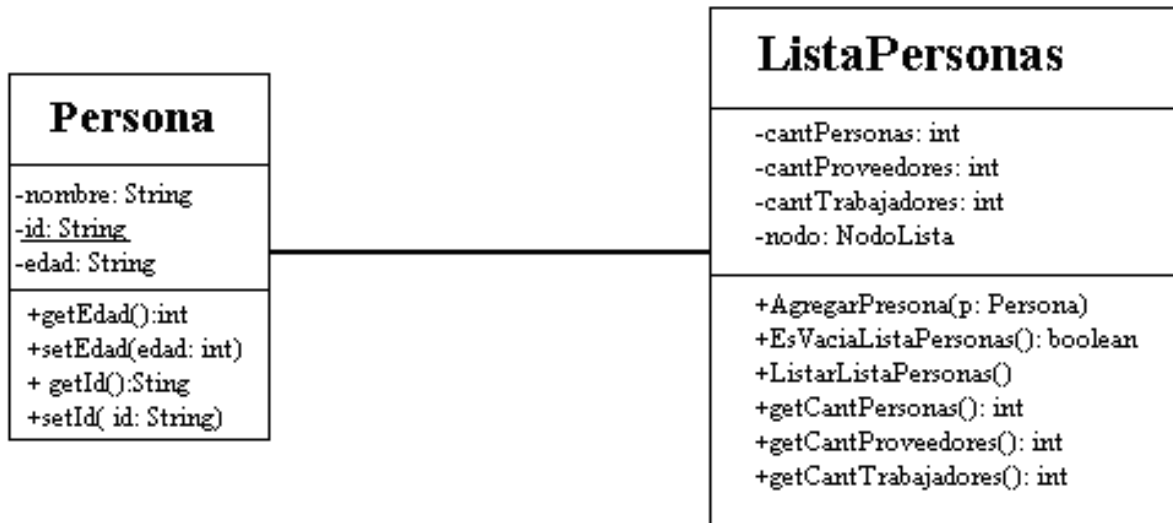 Persona
-nombre: String
-id: String
-edad: String
+getEdad():int
+setEdad(edad: int)
+ getId():Sting
+setId( id: String)
ListaPersonas
-cantPersonas: int
-cantProveedores: int
-cantTrabajadores: int
-nodo: NodoLista
+AgregarPresona(p: Persona)
+EsVaciaListaPersonas(): boolean
+ListarListaPersonas()
+getCantPersonas(): int
+getCantProveedores(): int
+getCantTrabajadores(): int